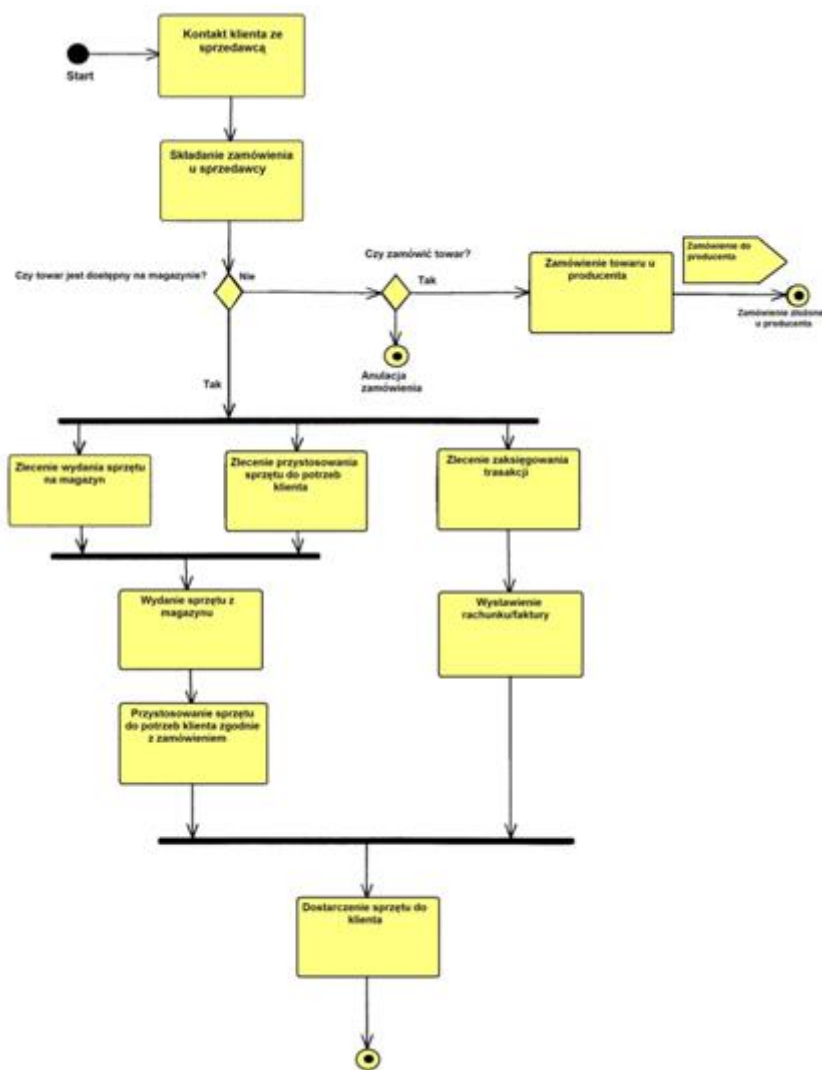 Kontakt klienta ze
sprzedawcą
Start
Składanie zamówienia
u sprzedawcy
Czy zamówić towar?
Zamówienie do
producenta
Czy towar jest dostępny na magazynie?
Nie
Tak
Zamówienie towaru u
producenta
Zamówienie złożone
u producenta
Anulacja
zamówienia
Tak
Zlecenie wydania sprzętu
na magazyn
Zlecenie przystosowania
sprzętu do potrzeb
klienta
Zlecenie zaksięgowania
trasakcji
Wydanie sprzętu z
magazynu
Wystawienie
rachunku/faktury
Przystosowanie sprzętu
do potrzeb klienta zgodnie
z zamówieniem
Dostarczenie sprzętu do
klienta